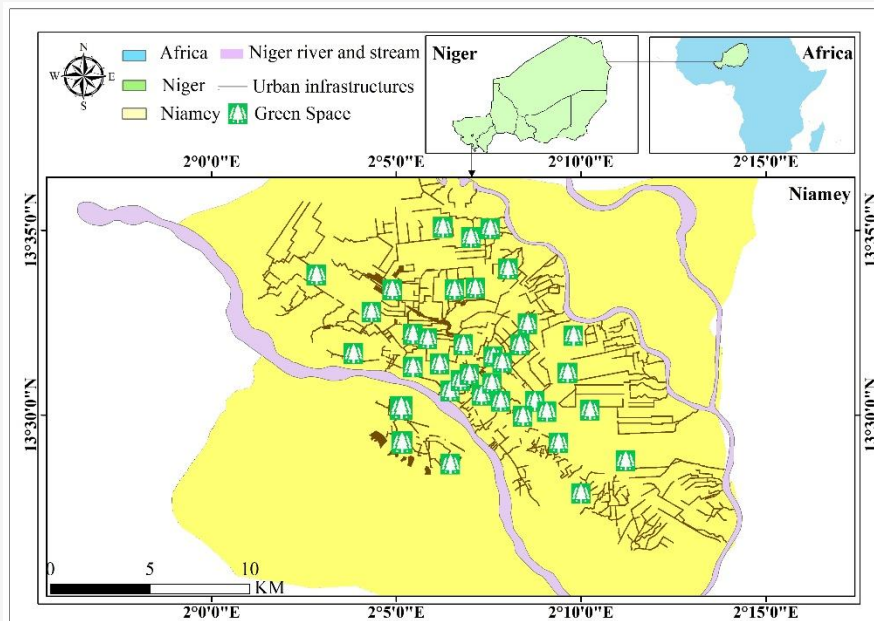 N
W E
S
Africa
Niger river and stream
Niger
Urban infrastructures
Niamey
Green Space
Niger
Africa
2°0'0"E 2°5'0"E 2°10'0"E 2°15'0"E
Niamey
13°35'0"N
13°35'0"N
13°30'0"N
13°30'0"N
0 5 10
KM
2°0'0"E 2°5'0"E 2°10'0"E 2°15'0"E